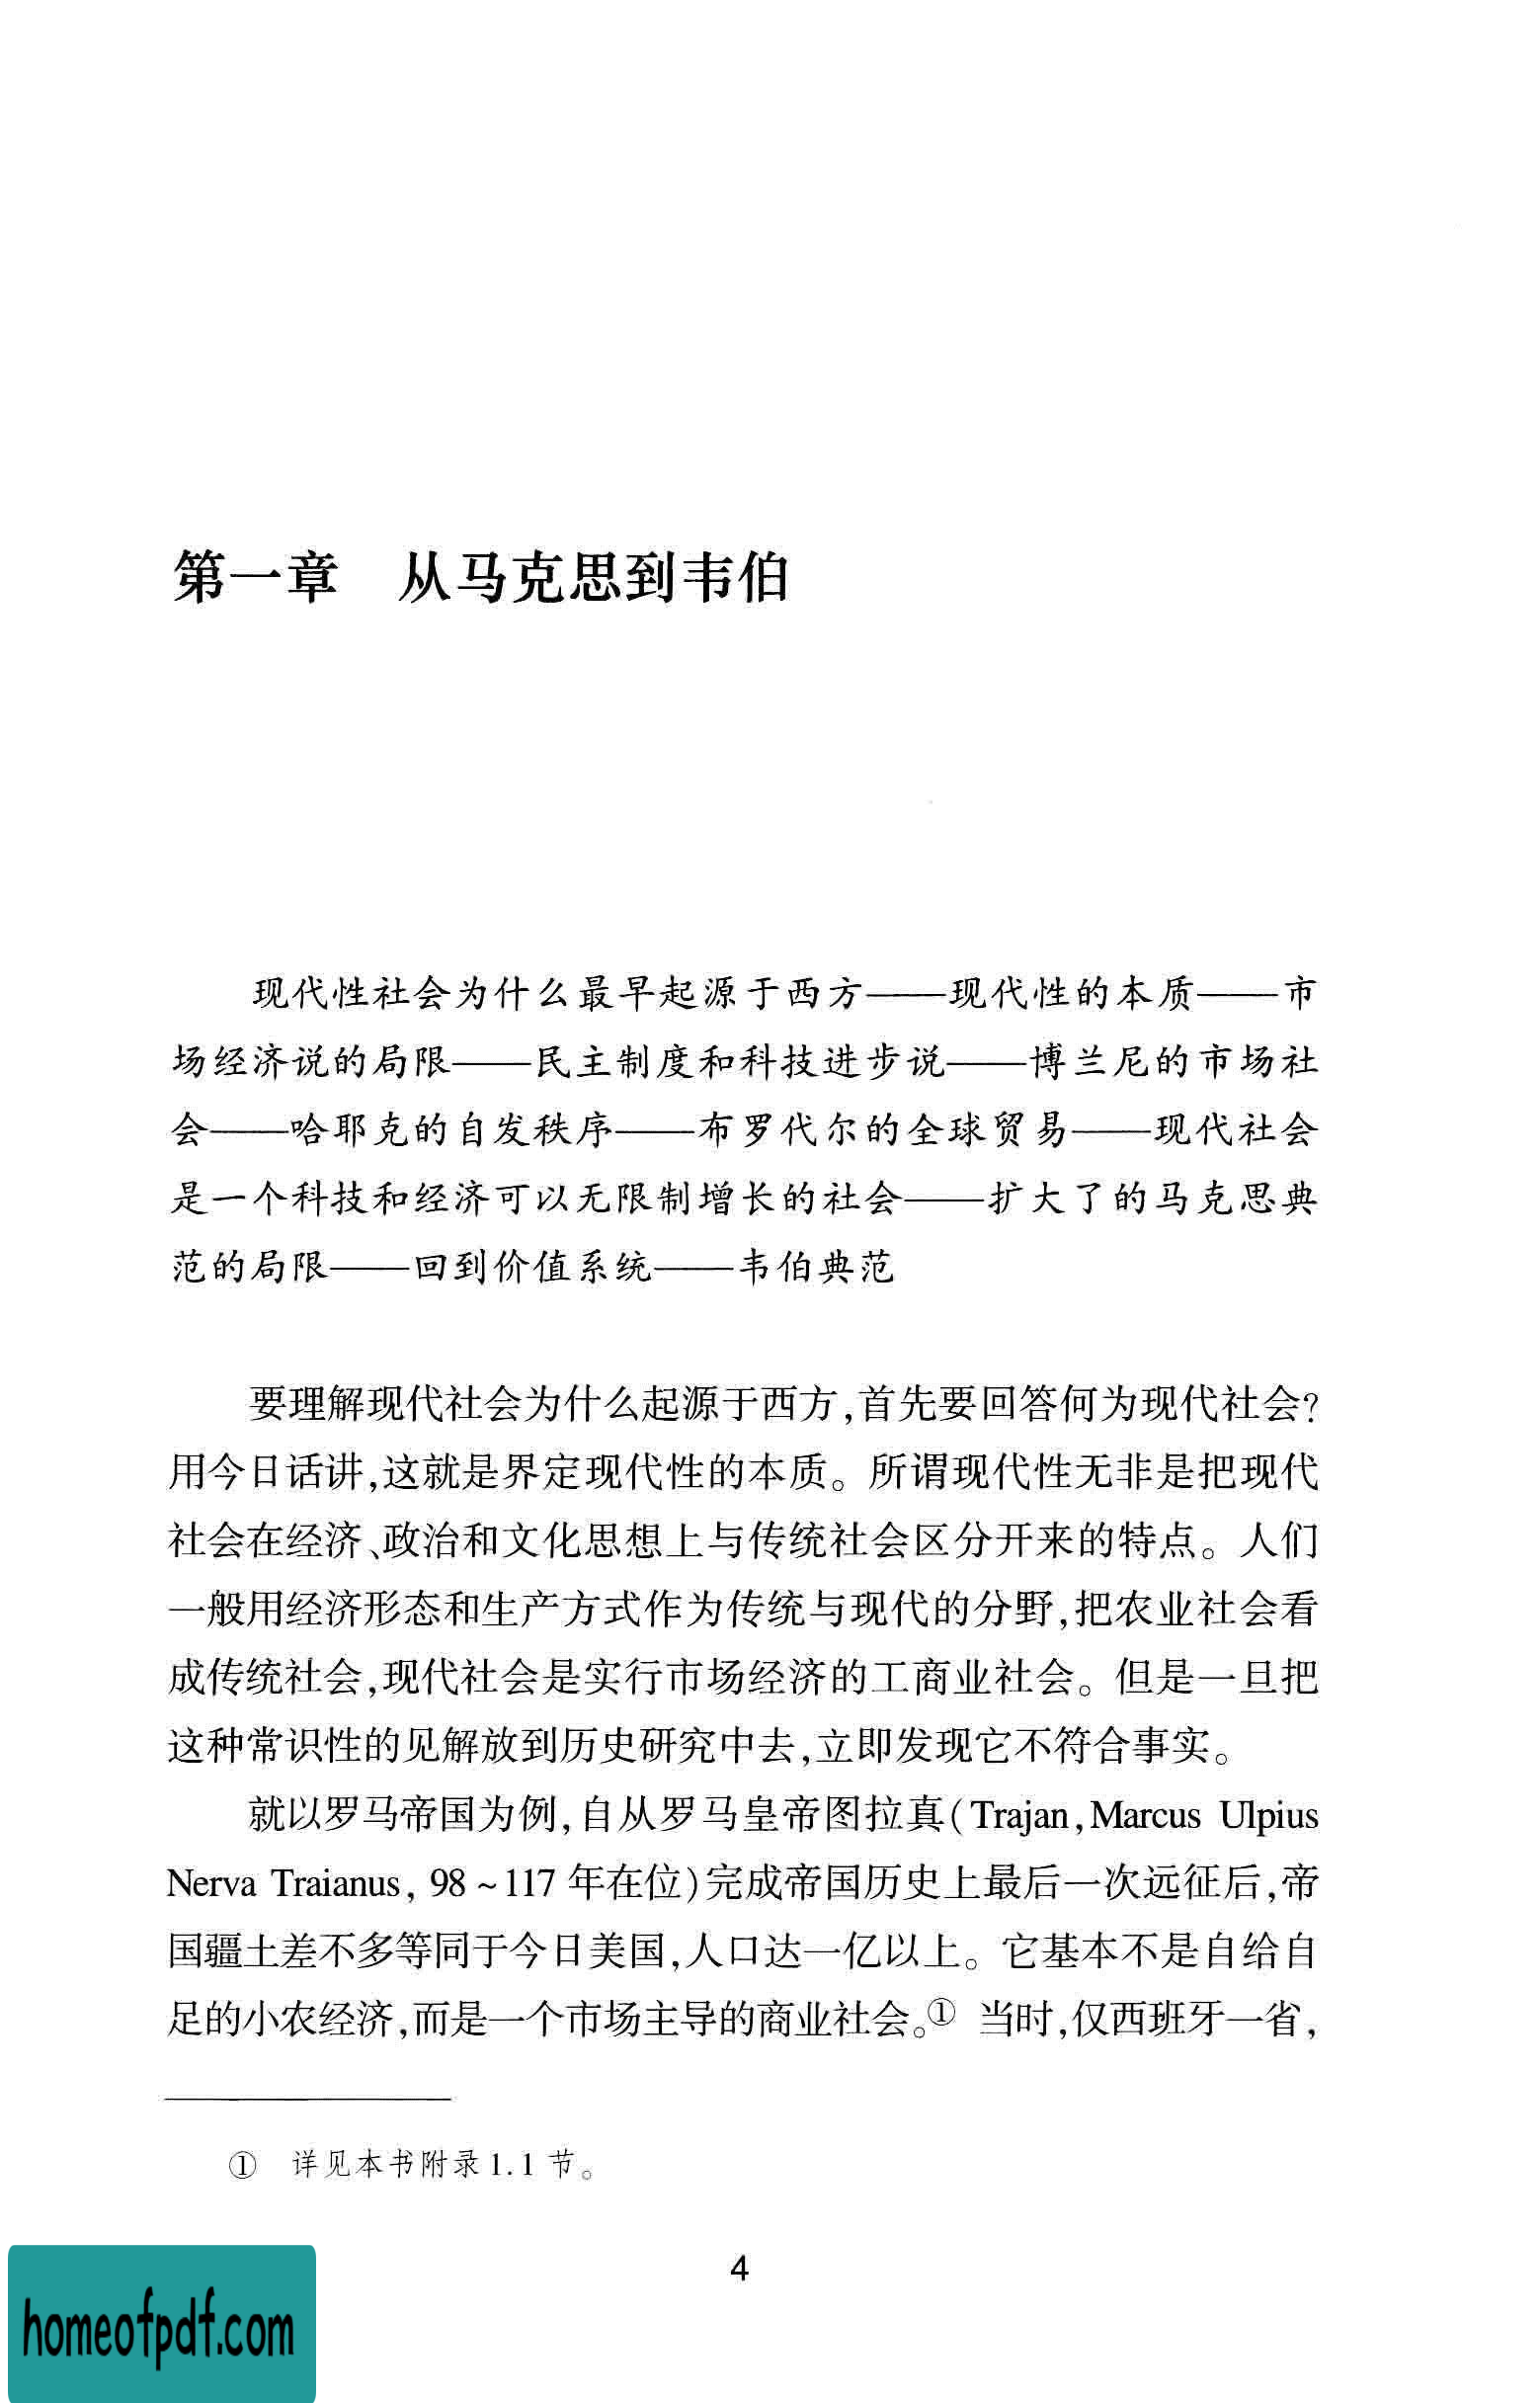 第一章　从马克思到韦伯
现代性社会为什么最早起源于西方——现代性的本质——市
场经济说的局限——民主制度和科技进步说——博兰尼的市场社
会——哈耶克的自发秩序——布罗代尔的全球贸易——现代社会
是一个科技和经济可以无限制增长的社会——扩大了的马克思典
范的局限——回到价值系统——韦伯典范
要理解现代社会为什么起源于西方,首先要回答何为现代社会?
用今日话讲,这就是界定现代性的本质。所谓现代性无非是把现代
社会在经济、政治和文化思想上与传统社会区分开来的特点。人们
一般用经济形态和生产方式作为传统与现代的分野,把农业社会看
成传统社会,现代社会是实行市场经济的工商业社会。但是一旦把
这种常识性的见解放到历史研究中去,立即发现它不符合事实。
就以罗马帝国为例,自从罗马皇帝图拉真(Trajan,Marcus Ulpius
Nerva Traianus, 98～117 年在位)完成帝国历史上最后一次远征后,帝
国疆土差不多等同于今日美国,人口达一亿以上。它基本不是自给自
足的小农经济,而是一个市场主导的商业社会。① 当时,仅西班牙一省,
①　详见本书附录1.1 节。
4
homeofpdf.com